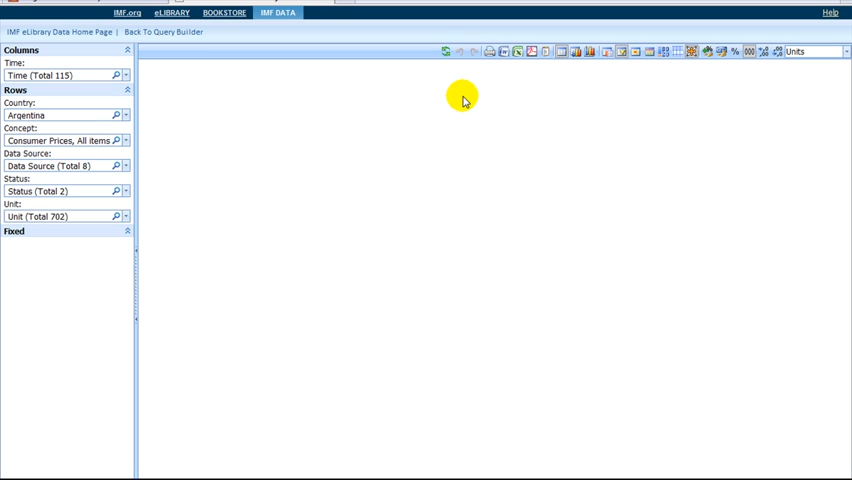 IMF.org eLIBRARY BOOKSTORE IMF DATA Help
IMF eLibrary Data Home Page | Back To Query Builder
Columns
Time:
Time (Total 115)
Rows
Country:
Argentina
Concept:
Consumer Prices, All items
Data Source:
Data Source (Total 8)
Status:
Status (Total 2)
Unit:
Unit (Total 702)
Fixed
% 000 Units